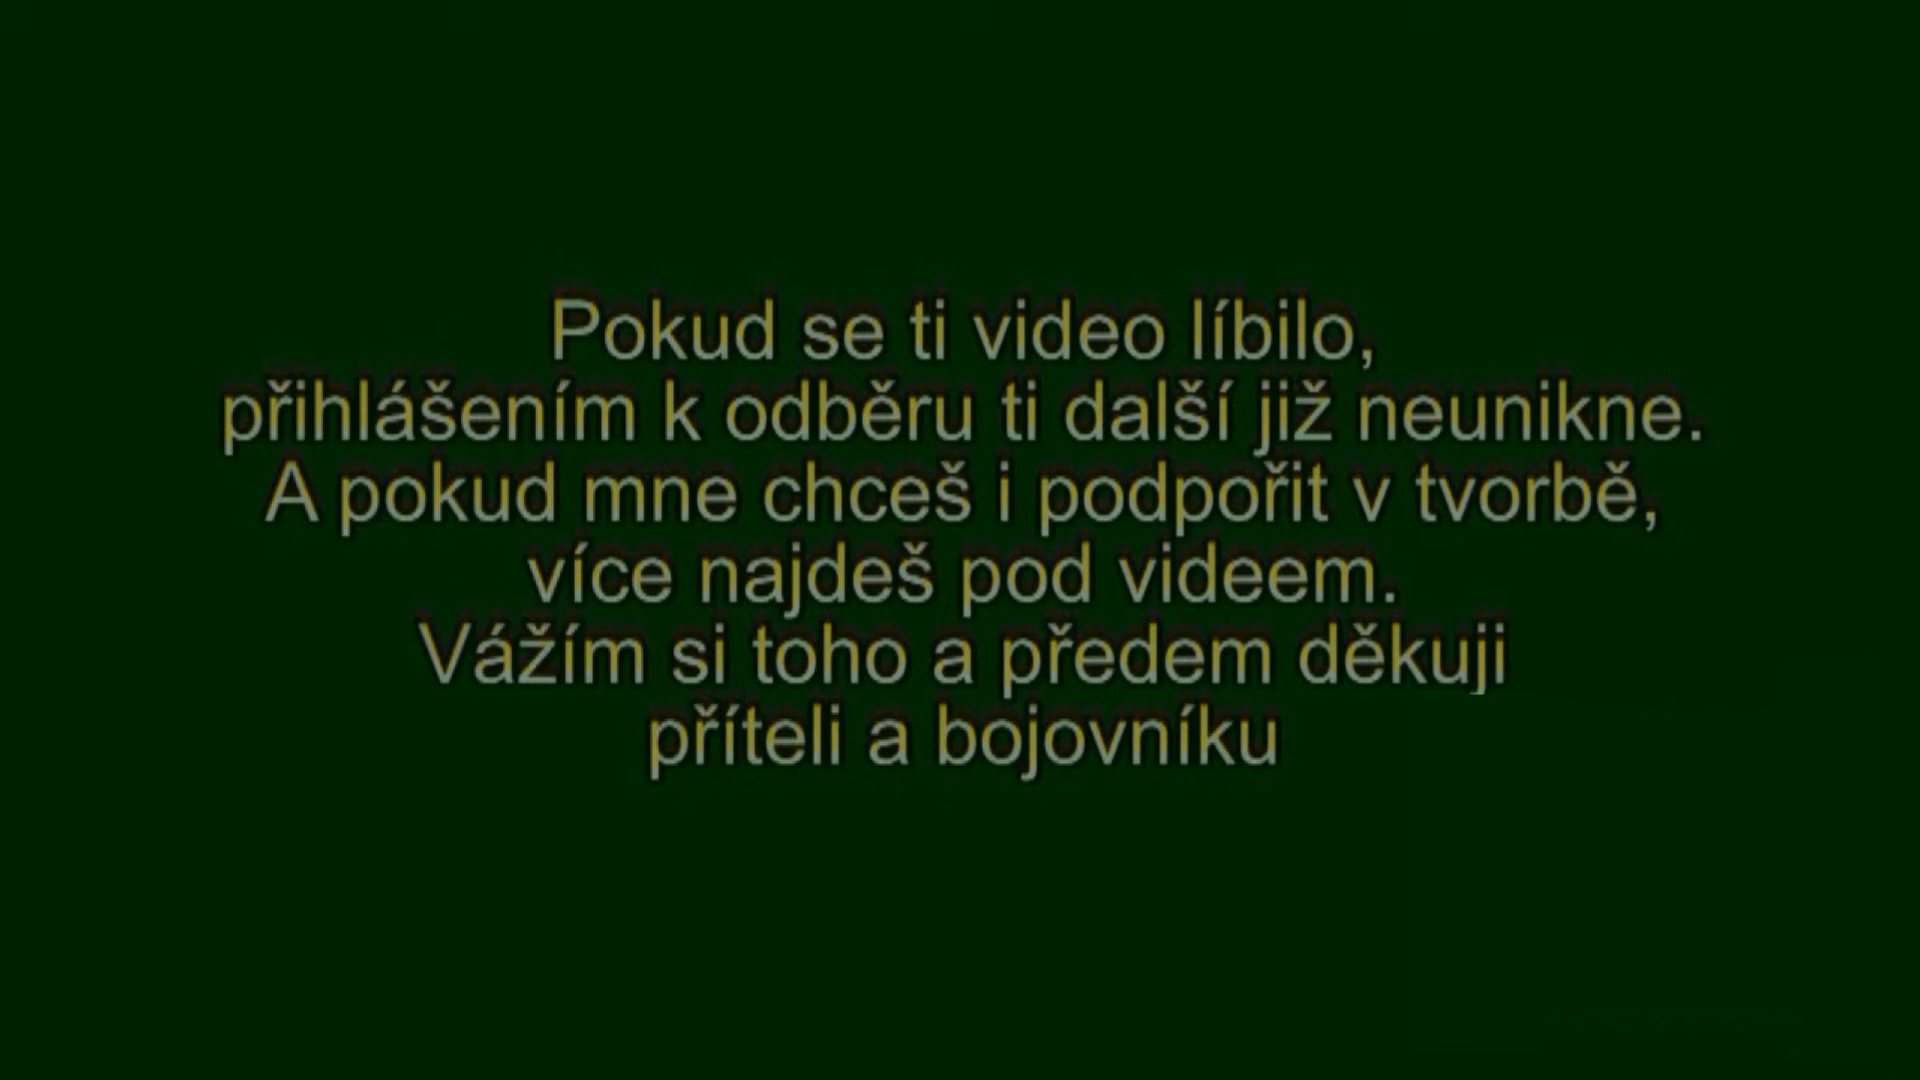 Pokud se ti video líbilo,
přihlášením k odběru ti další již neunikne.
A pokud mne chceš i podpořit v tvorbě,
více najdeš pod videem.
Vážím si toho a předem děkuji
příteli a bojovníku